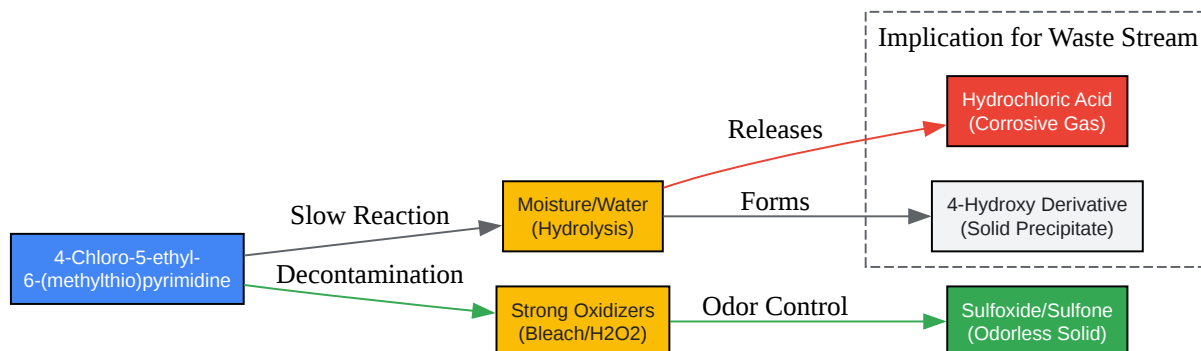 Implication for Waste Stream
Hydrochloric Acid
(Corrosive Gas)
Releases
Moisture/Water
(Hydrolysis)
Slow Reaction
Forms
4-Hydroxy Derivative
(Solid Precipitate)
4-Chloro-5-ethyl-
6-(methylthio)pyrimidine
Decontamination
Strong Oxidizers
(Bleach/H2O2)
Odor Control
Sulfoxide/Sulfone
(Odorless Solid)